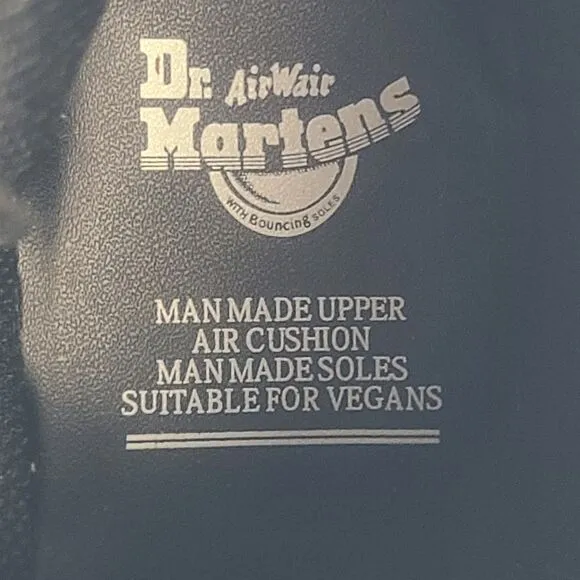 Dr. AirWair
Martens
WITH Bouncing SOLES
MAN MADE UPPER
AIR CUSHION
MAN MADE SOLES
SUITABLE FOR VEGANS